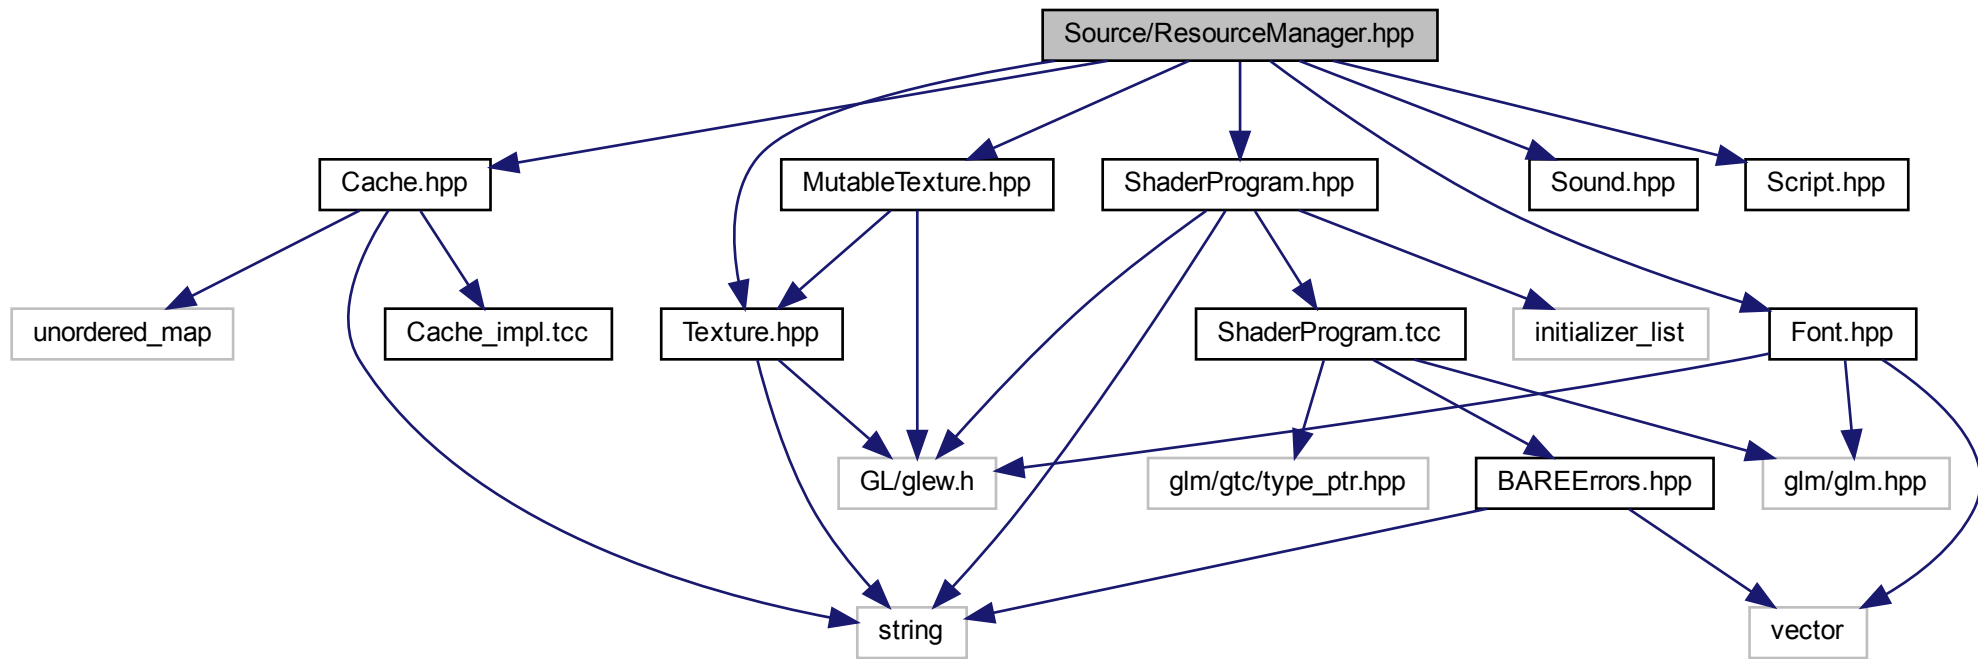 Source/ResourceManager.hpp
Cache.hpp
MutableTexture.hpp
ShaderProgram.hpp
Sound.hpp
Script.hpp
unordered_map
Cache_impl.tcc
Texture.hpp
ShaderProgram.tcc
initializer_list
Font.hpp
GL/glew.h
glm/gtc/type_ptr.hpp
BAREErrors.hpp
glm/glm.hpp
string
vector